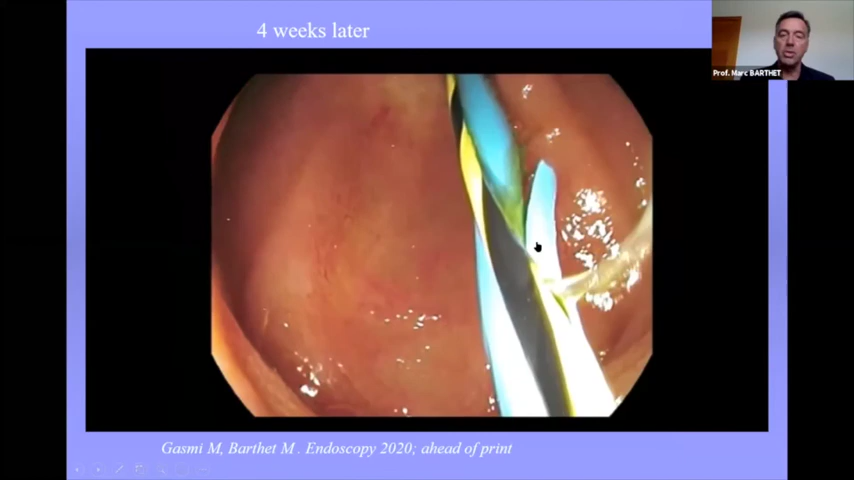 4 weeks later
Prof. Marc BARTHET
Gasmi M, Barthet M . Endoscopy 2020; ahead of print